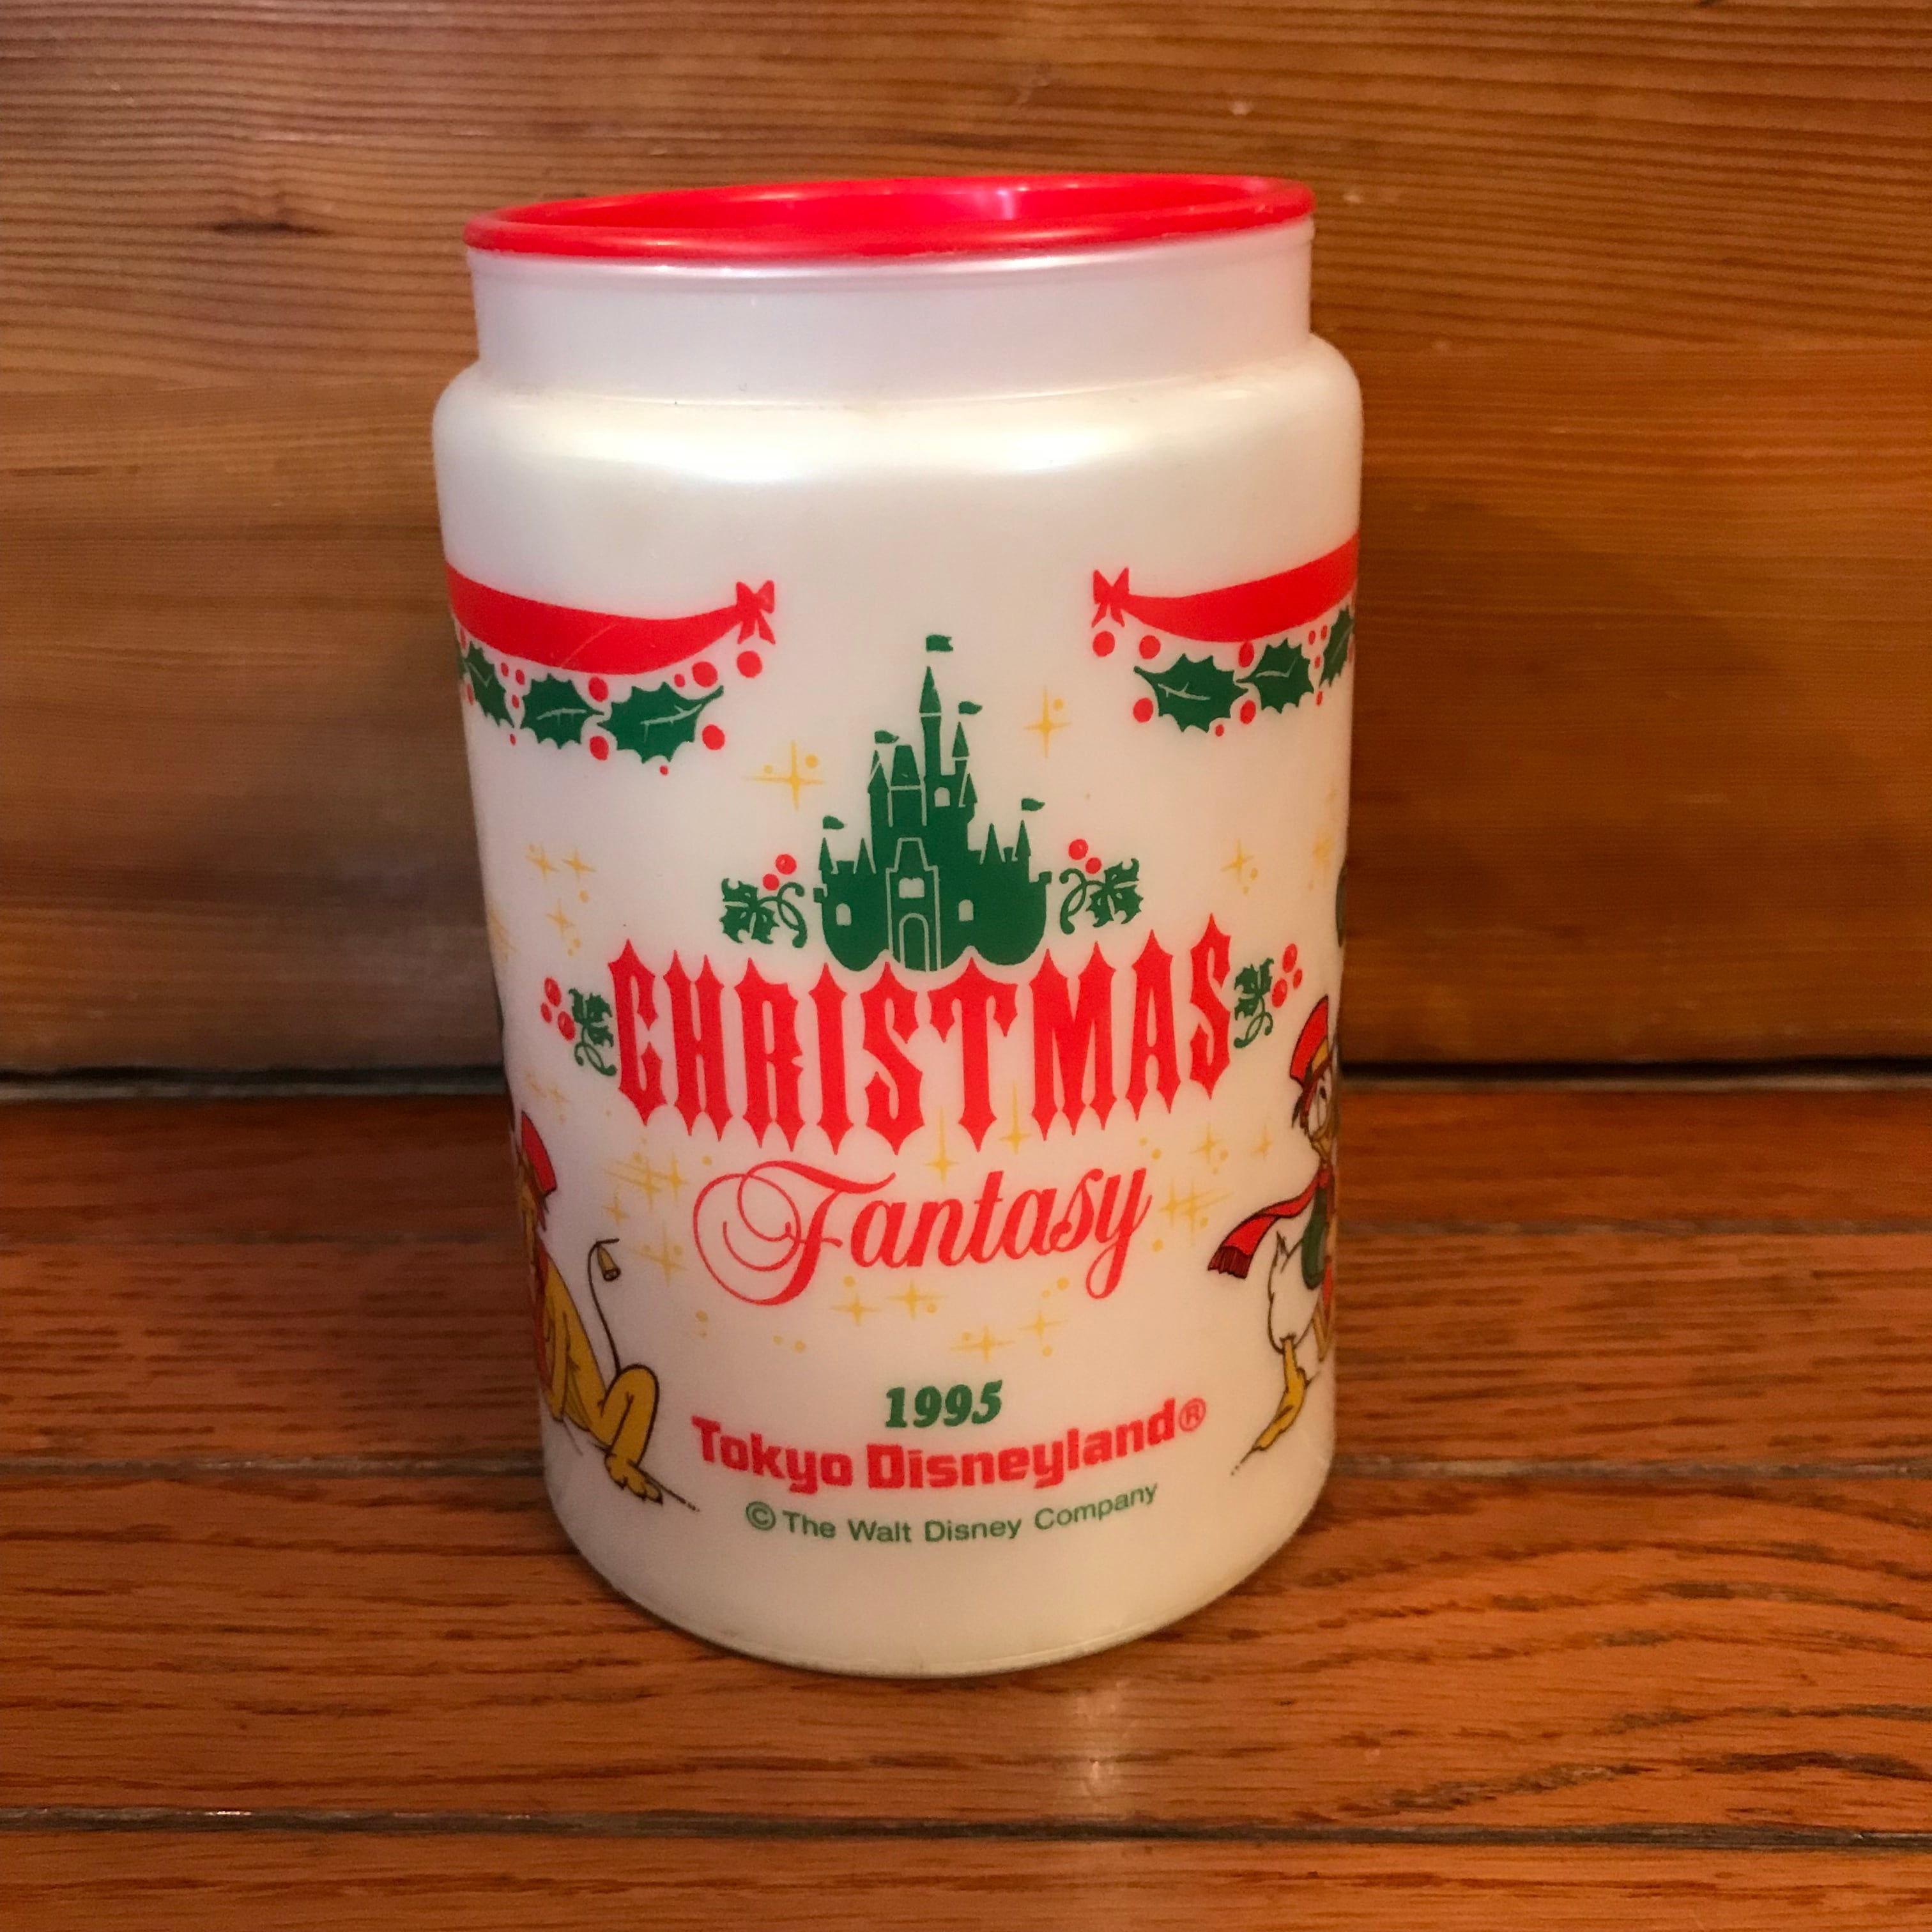 CHRISTMAS
Fantasy
1995
Tokyo Disneyland®
© The Walt Disney Company